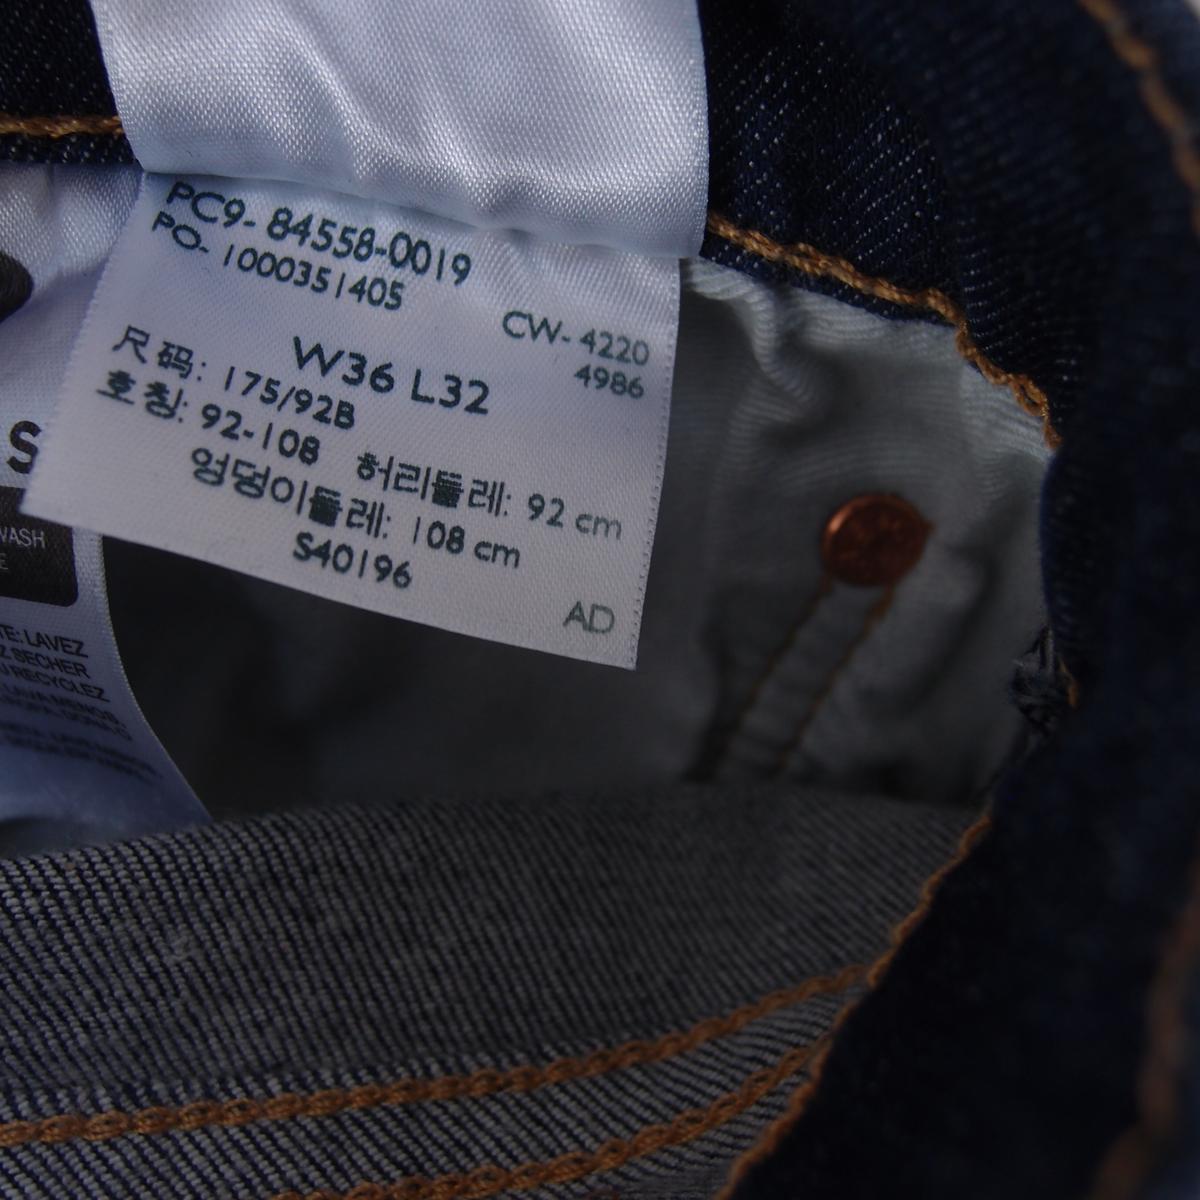 PC9- 84558-0019
PO- 1000351405
CW- 4220
4986
W36 L32
尺 码: 175/92B
호칭: 92-108 허리둘레: 92 cm
엉덩이둘레: 108 cm
S40196
AD
S
WASH
E
TE: LAVEZ
Z SECHER
U RECYCLEZ